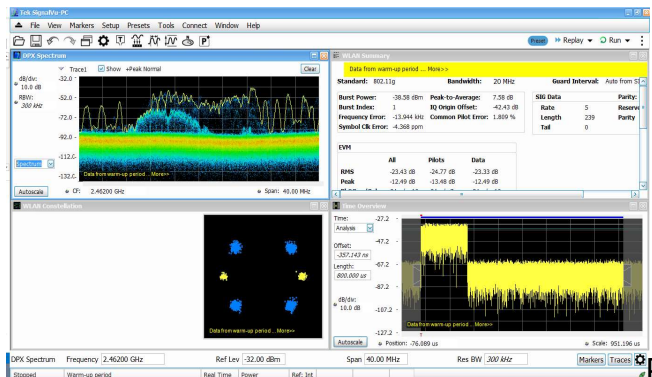 Tek SignalVu-PC
File View Markers Setup Presets Tools Connect Window Help
Preset Replay Run
DPX Spectrum
Trace1 Show +Peak Normal Clear
dB/div:
10.0 dB
RBW:
300 kHz
-32.0
-52.0
-72.0
-92.0
-112.0
-132.0
Spectrum
Data from warm-up period ... More>>
Autoscale CF: 2.46200 GHz Span: 40.00 MHz
WLAN Summary
Data from warm-up period ... More>>
Standard: 802.11g Bandwidth: 20 MHz Guard Interval: Auto from SI
Burst Power: -38.58 dBm Peak-to-Average: 7.58 dB
Burst Index: 1 IQ Origin Offset: -42.43 dB
Frequency Error: -13.944 kHz Common Pilot Error: 1.809 %
Symbol Clk Error: -4.368 ppm
SIG Data Parity:
Rate 5 Reserve
Length 239 Parity
Tail 0
EVM
All Pilots Data
RMS -23.43 dB -24.77 dB -23.33 dB
Peak -12.49 dB -13.48 dB -12.49 dB
WLAN Constellation
Data from warm-up period ... More>>
Time Overview
Time:
Analysis
Offset:
-357.143 ns
Length:
800.000 us
dB/div:
10.0 dB
-27.2
-47.2
-67.2
-87.2
-107.2
-127.2
Data from warm-up period ... More>>
Autoscale Position: -76.089 us Scale: 951.196 us
DPX Spectrum Frequency 2.46200 GHz Ref Lev -32.00 dBm Span 40.00 MHz Res BW 300 kHz Markers Traces
Stopped Warm-up period Real Time Power Ref: Int